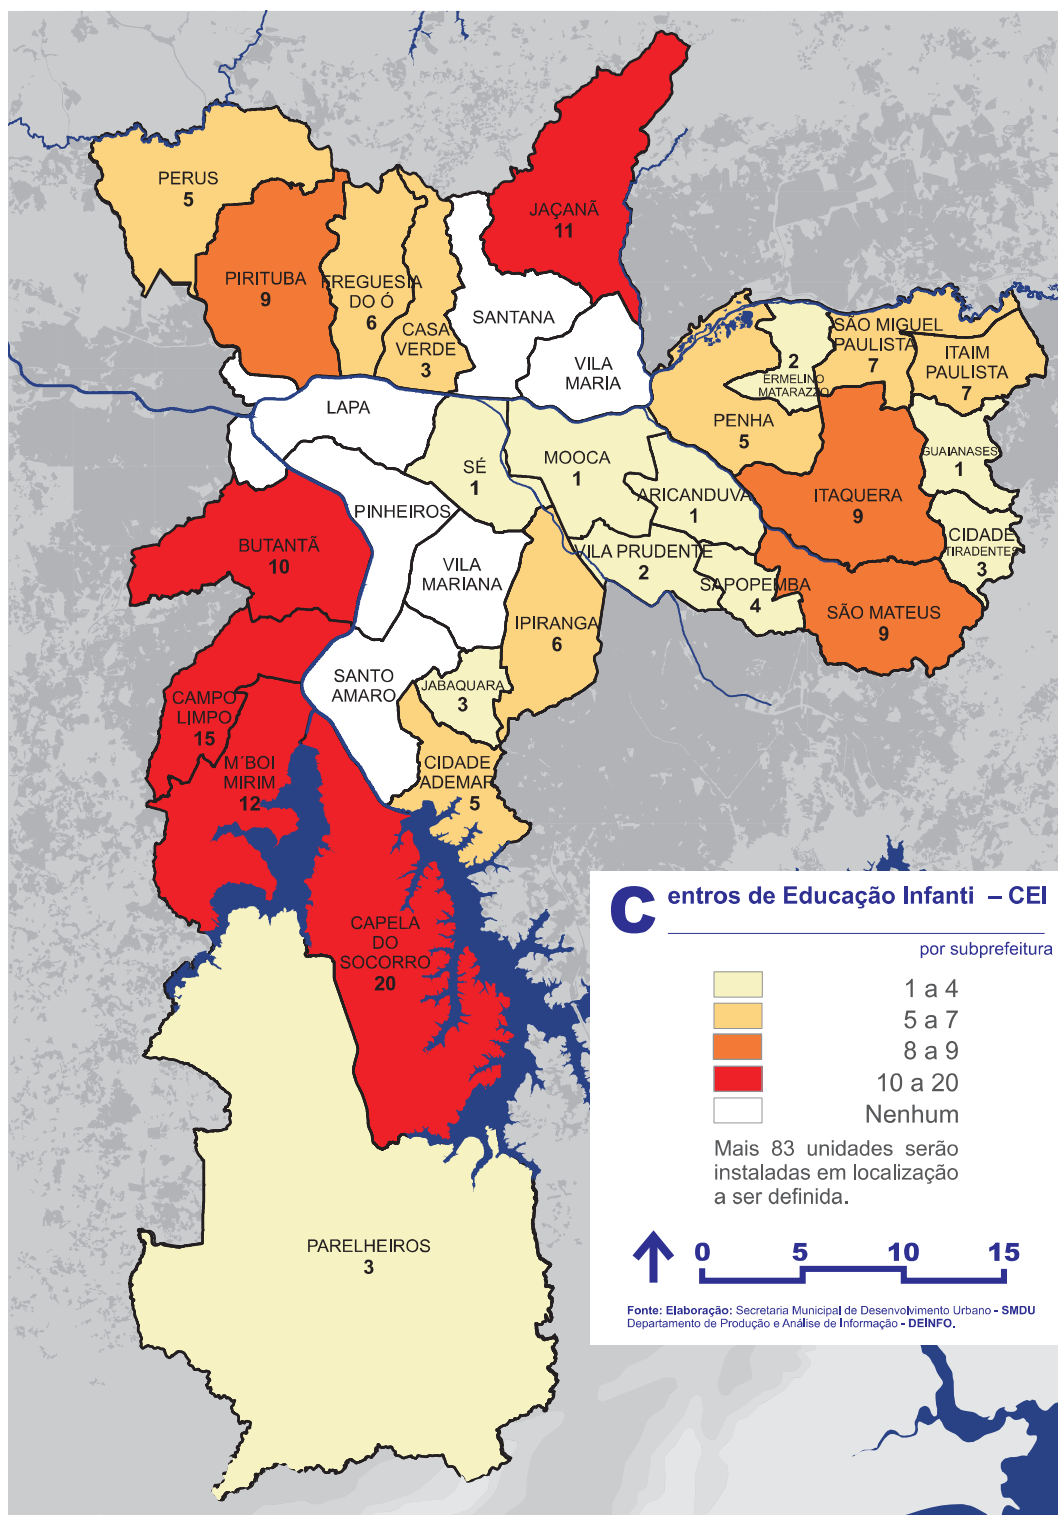 PERUS
5
JAÇANÃ
11
PIRITUBA
9
FREGUESIA
DO Ó
6
CASA
VERDE
3
SANTANA
VILA
MARIA
SÃO MIGUEL
PAULISTA
7
ITAIM
PAULISTA
7
2
ERMELINO
MATARAZZO
PENHA
5
LAPA
SÉ
1
MOOCA
1
ARICANDUVA
1
GUAIANASES
1
ITAQUERA
9
PINHEIROS
BUTANTÃ
10
VILA
MARIANA
VILA PRUDENTE
2
SAPOPEMBA
4
CIDADE
TIRADENTES
3
SÃO MATEUS
9
IPIRANGA
6
SANTO
AMARO
JABAQUARA
3
CAMPO
LIMPO
15
M´BOI
MIRIM
12
CIDADE
ADEMAR
5
CAPELA
DO
SOCORRO
20
PARELHEIROS
3
Centros de Educação Infanti – CEI
por subprefeitura
1 a 4
5 a 7
8 a 9
10 a 20
Nenhum
Mais 83 unidades serão
instaladas em localização
a ser definida.
0 5 10 15
Fonte: Elaboração: Secretaria Municipal de Desenvolvimento Urbano - SMDU
Departamento de Produção e Análise de Informação - DEINFO.